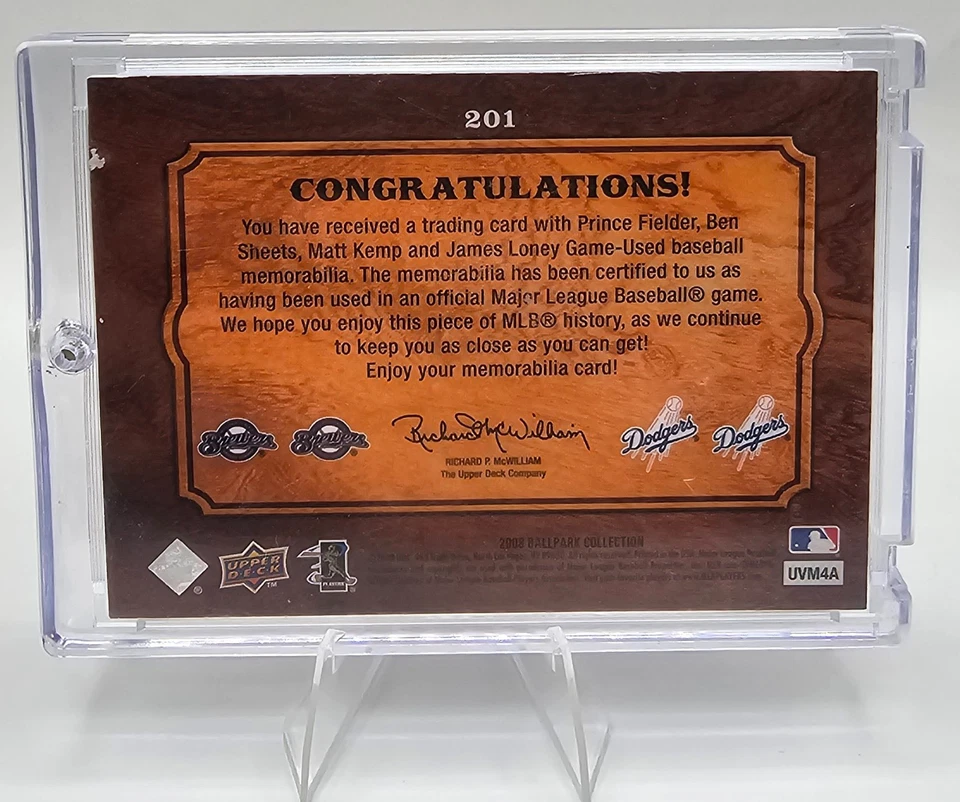 201
CONGRATULATIONS!
You have received a trading card with Prince Fielder, Ben
Sheets, Matt Kemp and James Loney Game-Used baseball
memorabilia. The memorabilia has been certified to us as
having been used in an official Major League Baseball® game.
We hope you enjoy this piece of MLB® history, as we continue
to keep you as close as you can get!
Enjoy your memorabilia card!
Brewers Brewers Richard McWilliam Dodgers Dodgers
RICHARD P. McWILLIAM
The Upper Deck Company
2008 BALLPARK COLLECTION
UPPER DECK ™
PLAYERS
UVM4A